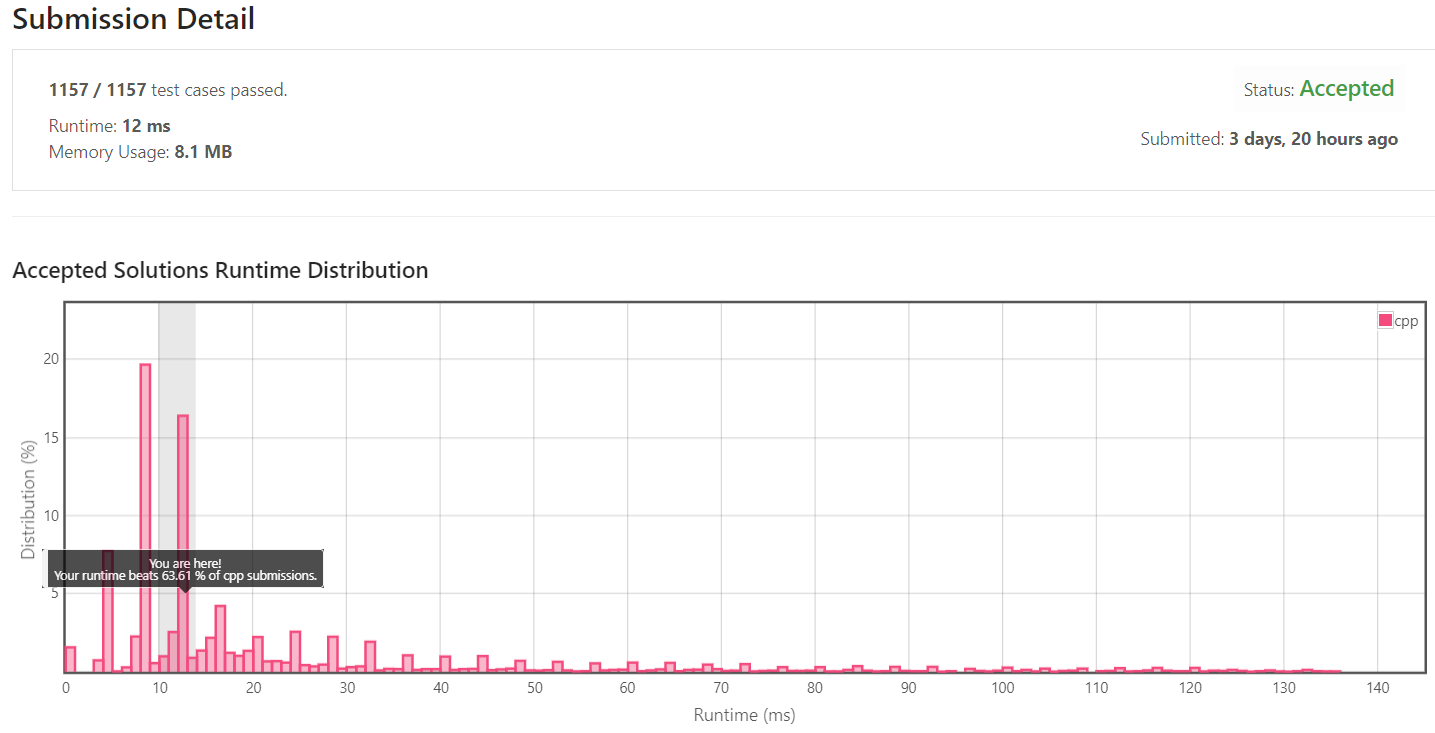 Submission Detail
1157 / 1157 test cases passed.
Status: Accepted
Runtime: 12 ms
Submitted: 3 days, 20 hours ago
Memory Usage: 8.1 MB
Accepted Solutions Runtime Distribution
cpp
20
15
10
5
Distribution (%)
You are here!
Your runtime beats 63.61 % of cpp submissions.
0 10 20 30 40 50 60 70 80 90 100 110 120 130 140
Runtime (ms)